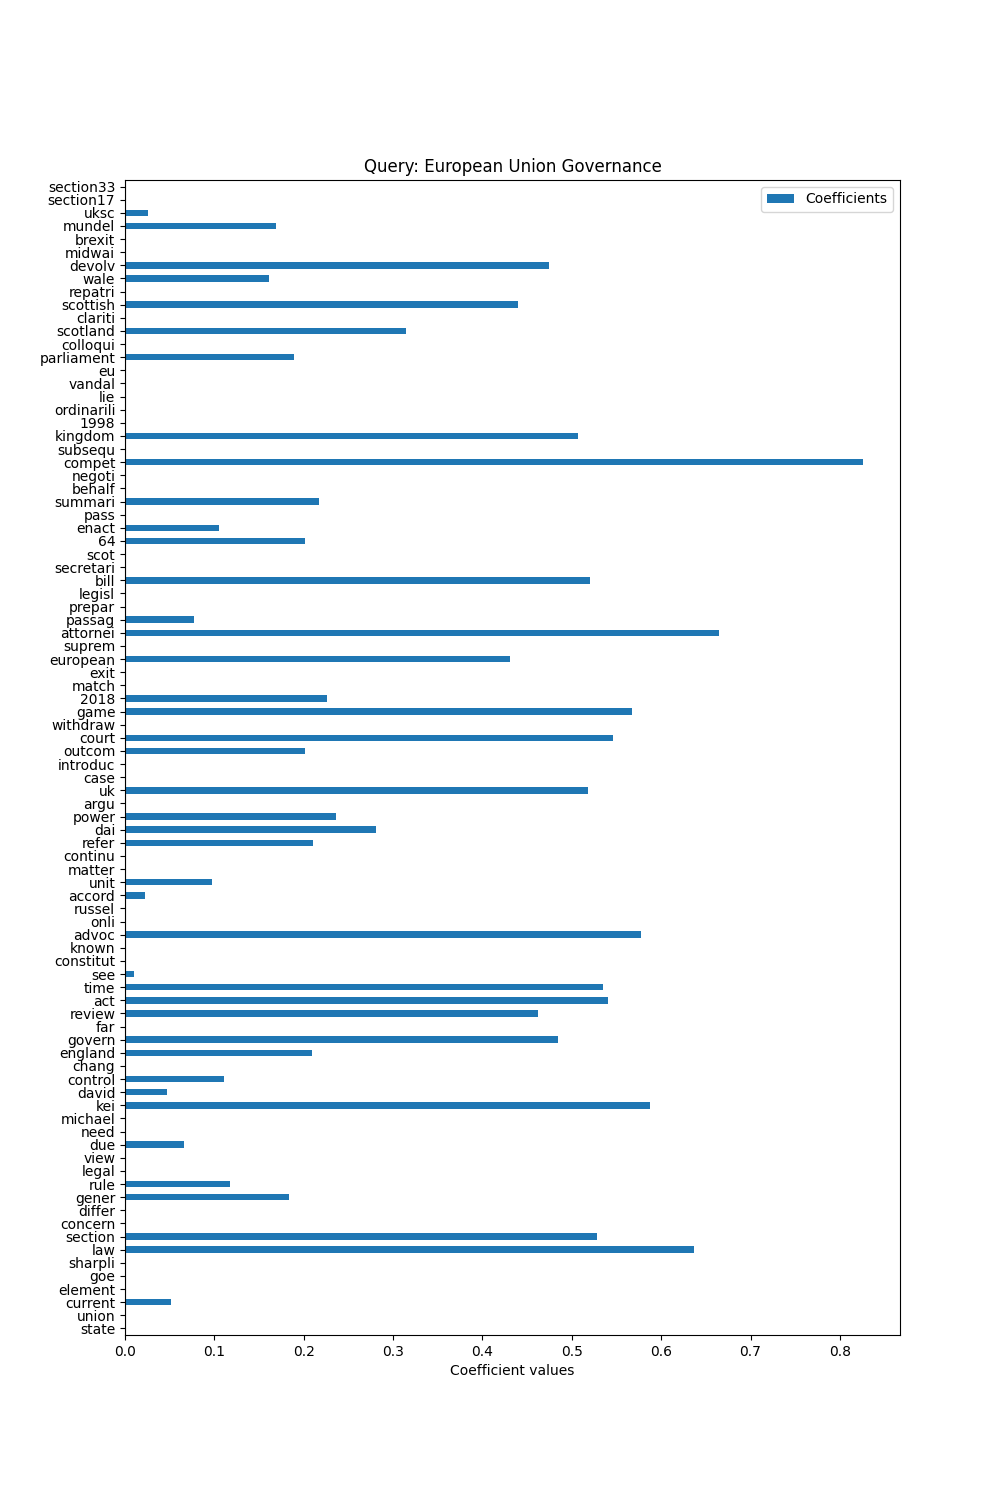 Query: European Union Governance
Coefficients
section33
section17
uksc
mundel
brexit
midwai
devolv
wale
repatri
scottish
clariti
scotland
colloqui
parliament
eu
vandal
lie
ordinarili
1998
kingdom
subsequ
compet
negoti
behalf
summari
pass
enact
64
scot
secretari
bill
legisl
prepar
passag
attornei
suprem
european
exit
match
2018
game
withdraw
court
outcom
introduc
case
uk
argu
power
dai
refer
continu
matter
unit
accord
russel
onli
advoc
known
constitut
see
time
act
review
far
govern
england
chang
control
david
kei
michael
need
due
view
legal
rule
gener
differ
concern
section
law
sharpli
goe
element
current
union
state
0.0 0.1 0.2 0.3 0.4 0.5 0.6 0.7 0.8
Coefficient values